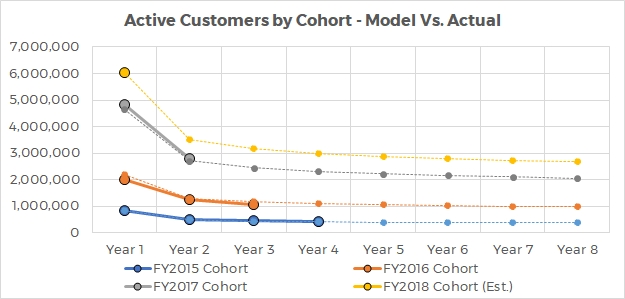 Active Customers by Cohort - Model Vs. Actual
7,000,000
6,000,000
5,000,000
4,000,000
3,000,000
2,000,000
1,000,000
0
Year 1 Year 2 Year 3 Year 4 Year 5 Year 6 Year 7 Year 8
FY2015 Cohort FY2016 Cohort
FY2017 Cohort FY2018 Cohort (Est.)